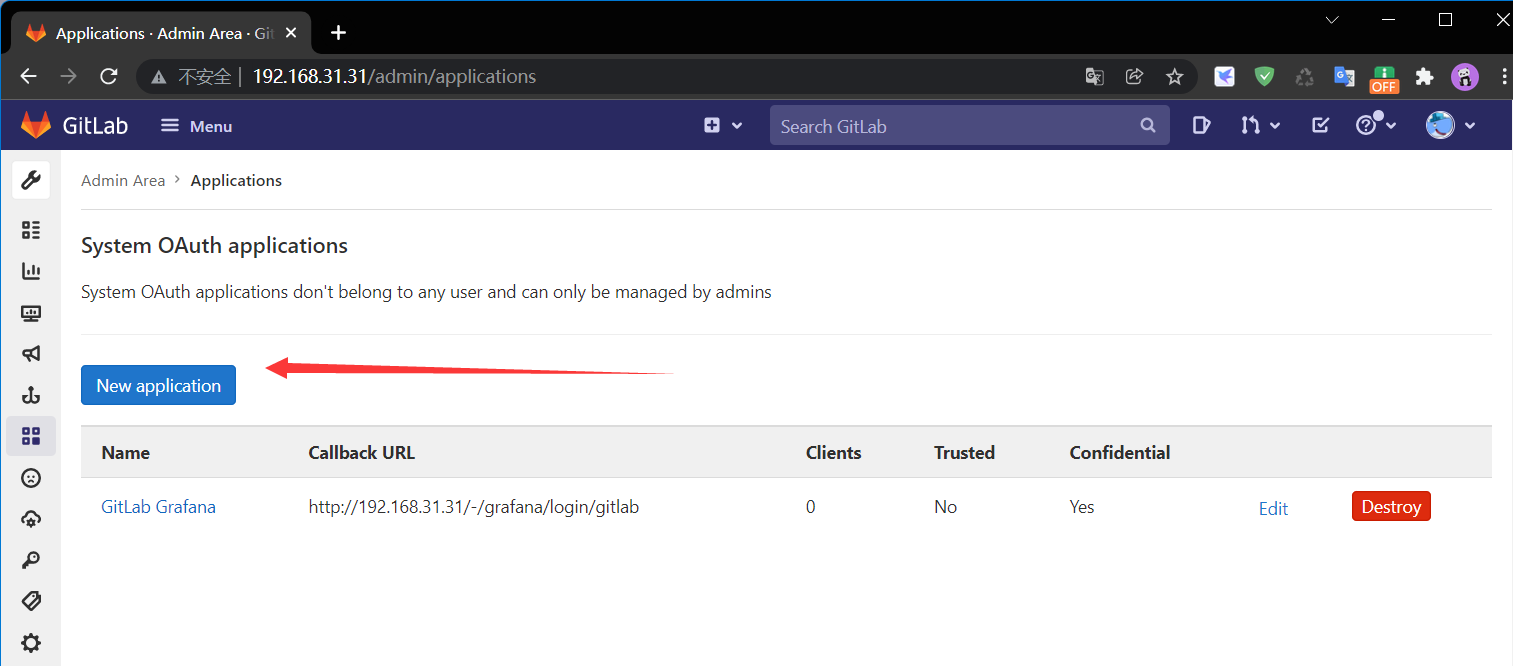 Applications · Admin Area · Git
不安全 | 192.168.31.31/admin/applications
OFF
GitLab Menu Search GitLab
Admin Area > Applications
System OAuth applications
System OAuth applications don't belong to any user and can only be managed by admins
New application
Name Callback URL Clients Trusted Confidential
GitLab Grafana http://192.168.31.31/-/grafana/login/gitlab 0 No Yes Edit Destroy